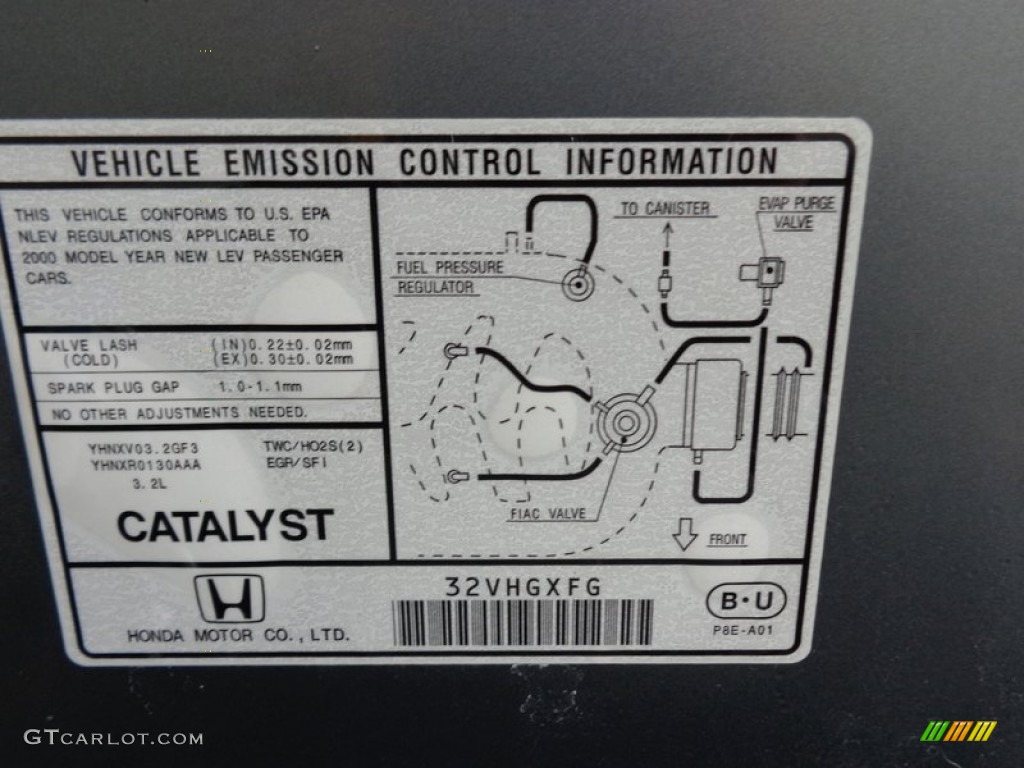 VEHICLE EMISSION CONTROL INFORMATION
THIS VEHICLE CONFORMS TO U.S. EPA
NLEV REGULATIONS APPLICABLE TO
2000 MODEL YEAR NEW LEV PASSENGER
CARS.
VALVE LASH (IN)0.22±0.02mm
(COLD) (EX)0.30±0.02mm
SPARK PLUG GAP 1.0-1.1mm
NO OTHER ADJUSTMENTS NEEDED.
YHNXV03.2GF3 TWC/HO2S(2)
YHNXR0130AAA EGR/SFI
3.2L
CATALYST
TO CANISTER
EVAP PURGE
VALVE
FUEL PRESSURE
REGULATOR
FIAC VALVE
FRONT
HONDA MOTOR CO., LTD.
32VHGXFG
B·U
P8E-A01
GTCARLOT.COM